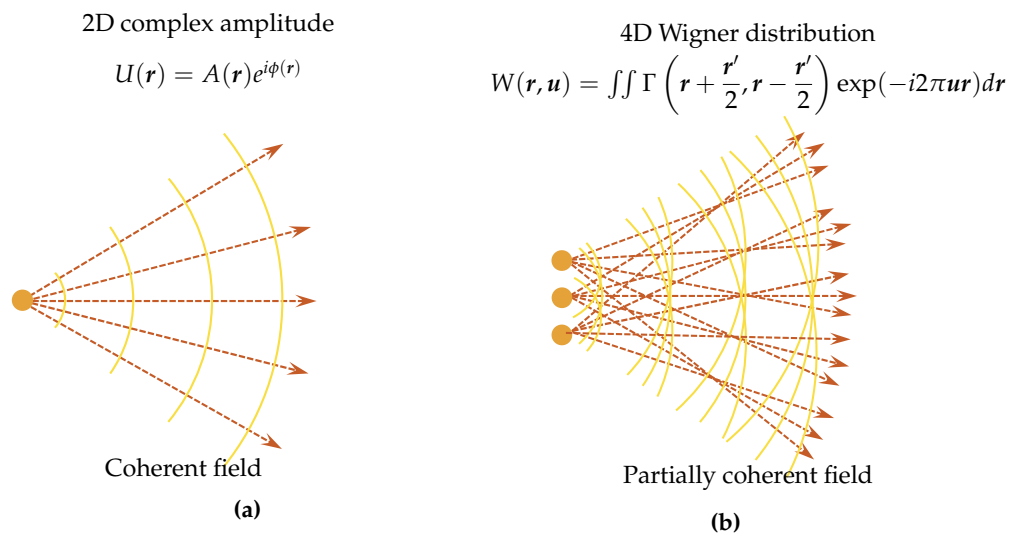 2D complex amplitude
U(r) = A(r)e^{iϕ(r)}
Coherent field
(a)
4D Wigner distribution
W(r, u) = ∬ Γ (r + r′/2, r − r′/2) exp(−i2πur)dr
Partially coherent field
(b)